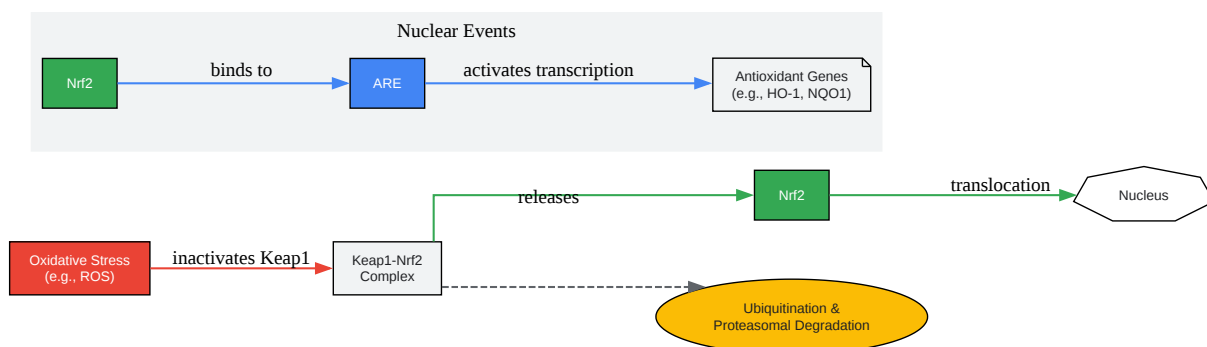 Nuclear Events
Nrf2
binds to
ARE
activates transcription
Antioxidant Genes
(e.g., HO-1, NQO1)
releases
Nrf2
translocation
Nucleus
Oxidative Stress
(e.g., ROS)
inactivates Keap1
Keap1-Nrf2
Complex
Ubiquitination &
Proteasomal Degradation